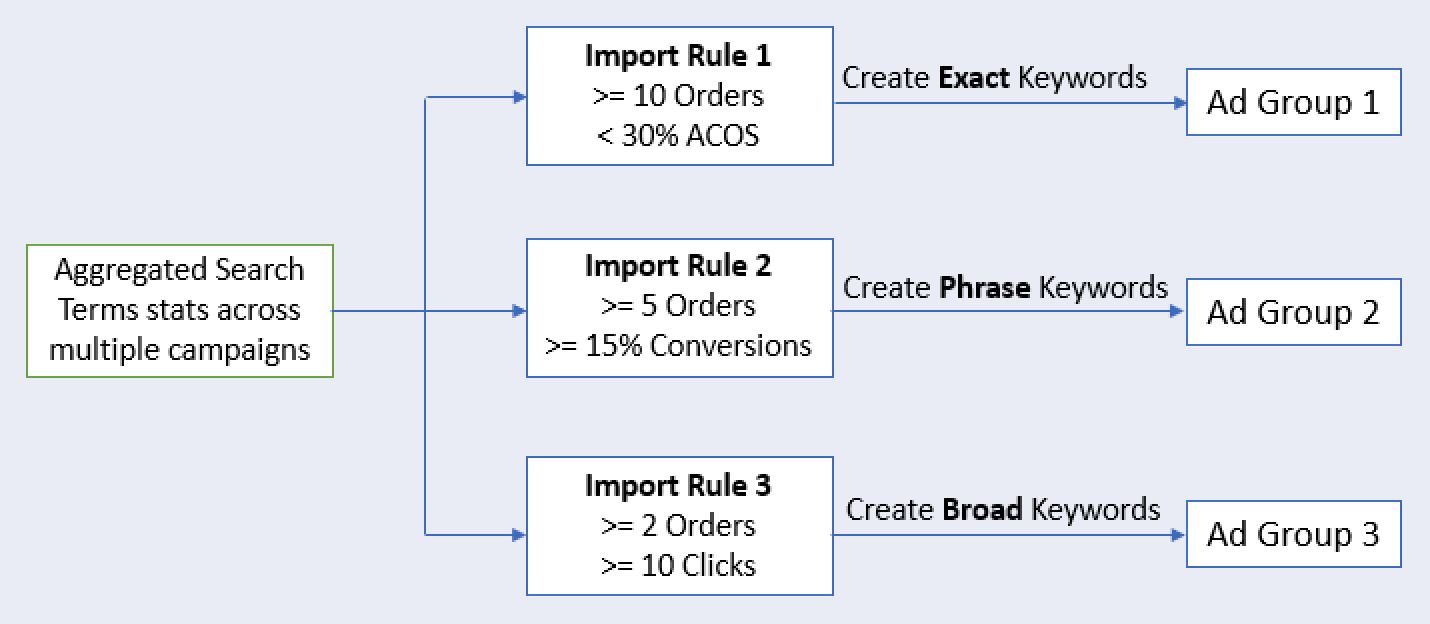 Import Rule 1
>= 10 Orders
< 30% ACOS
Create Exact Keywords
Ad Group 1
Aggregated Search
Terms stats across
multiple campaigns
Import Rule 2
>= 5 Orders
>= 15% Conversions
Create Phrase Keywords
Ad Group 2
Import Rule 3
>= 2 Orders
>= 10 Clicks
Create Broad Keywords
Ad Group 3